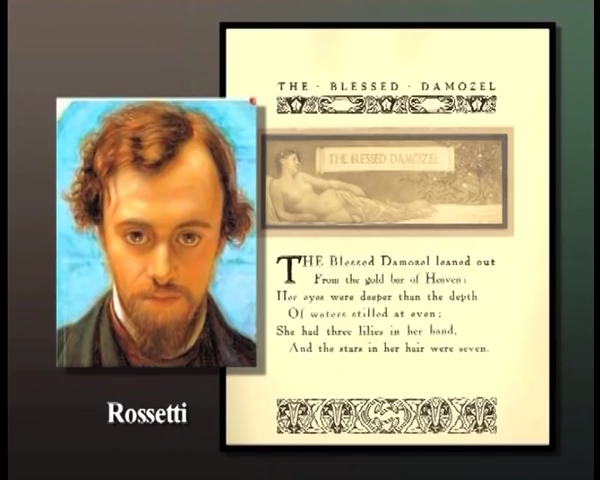 THE · BLESSED · DAMOZEL
THE BLESSED DAMOZEL
THE Blessed Damozel leaned out
From the gold bar of Heaven:
Her eyes were deeper than the depth
Of waters stilled at even;
She had three lilies in her hand,
And the stars in her hair were seven.
Rossetti